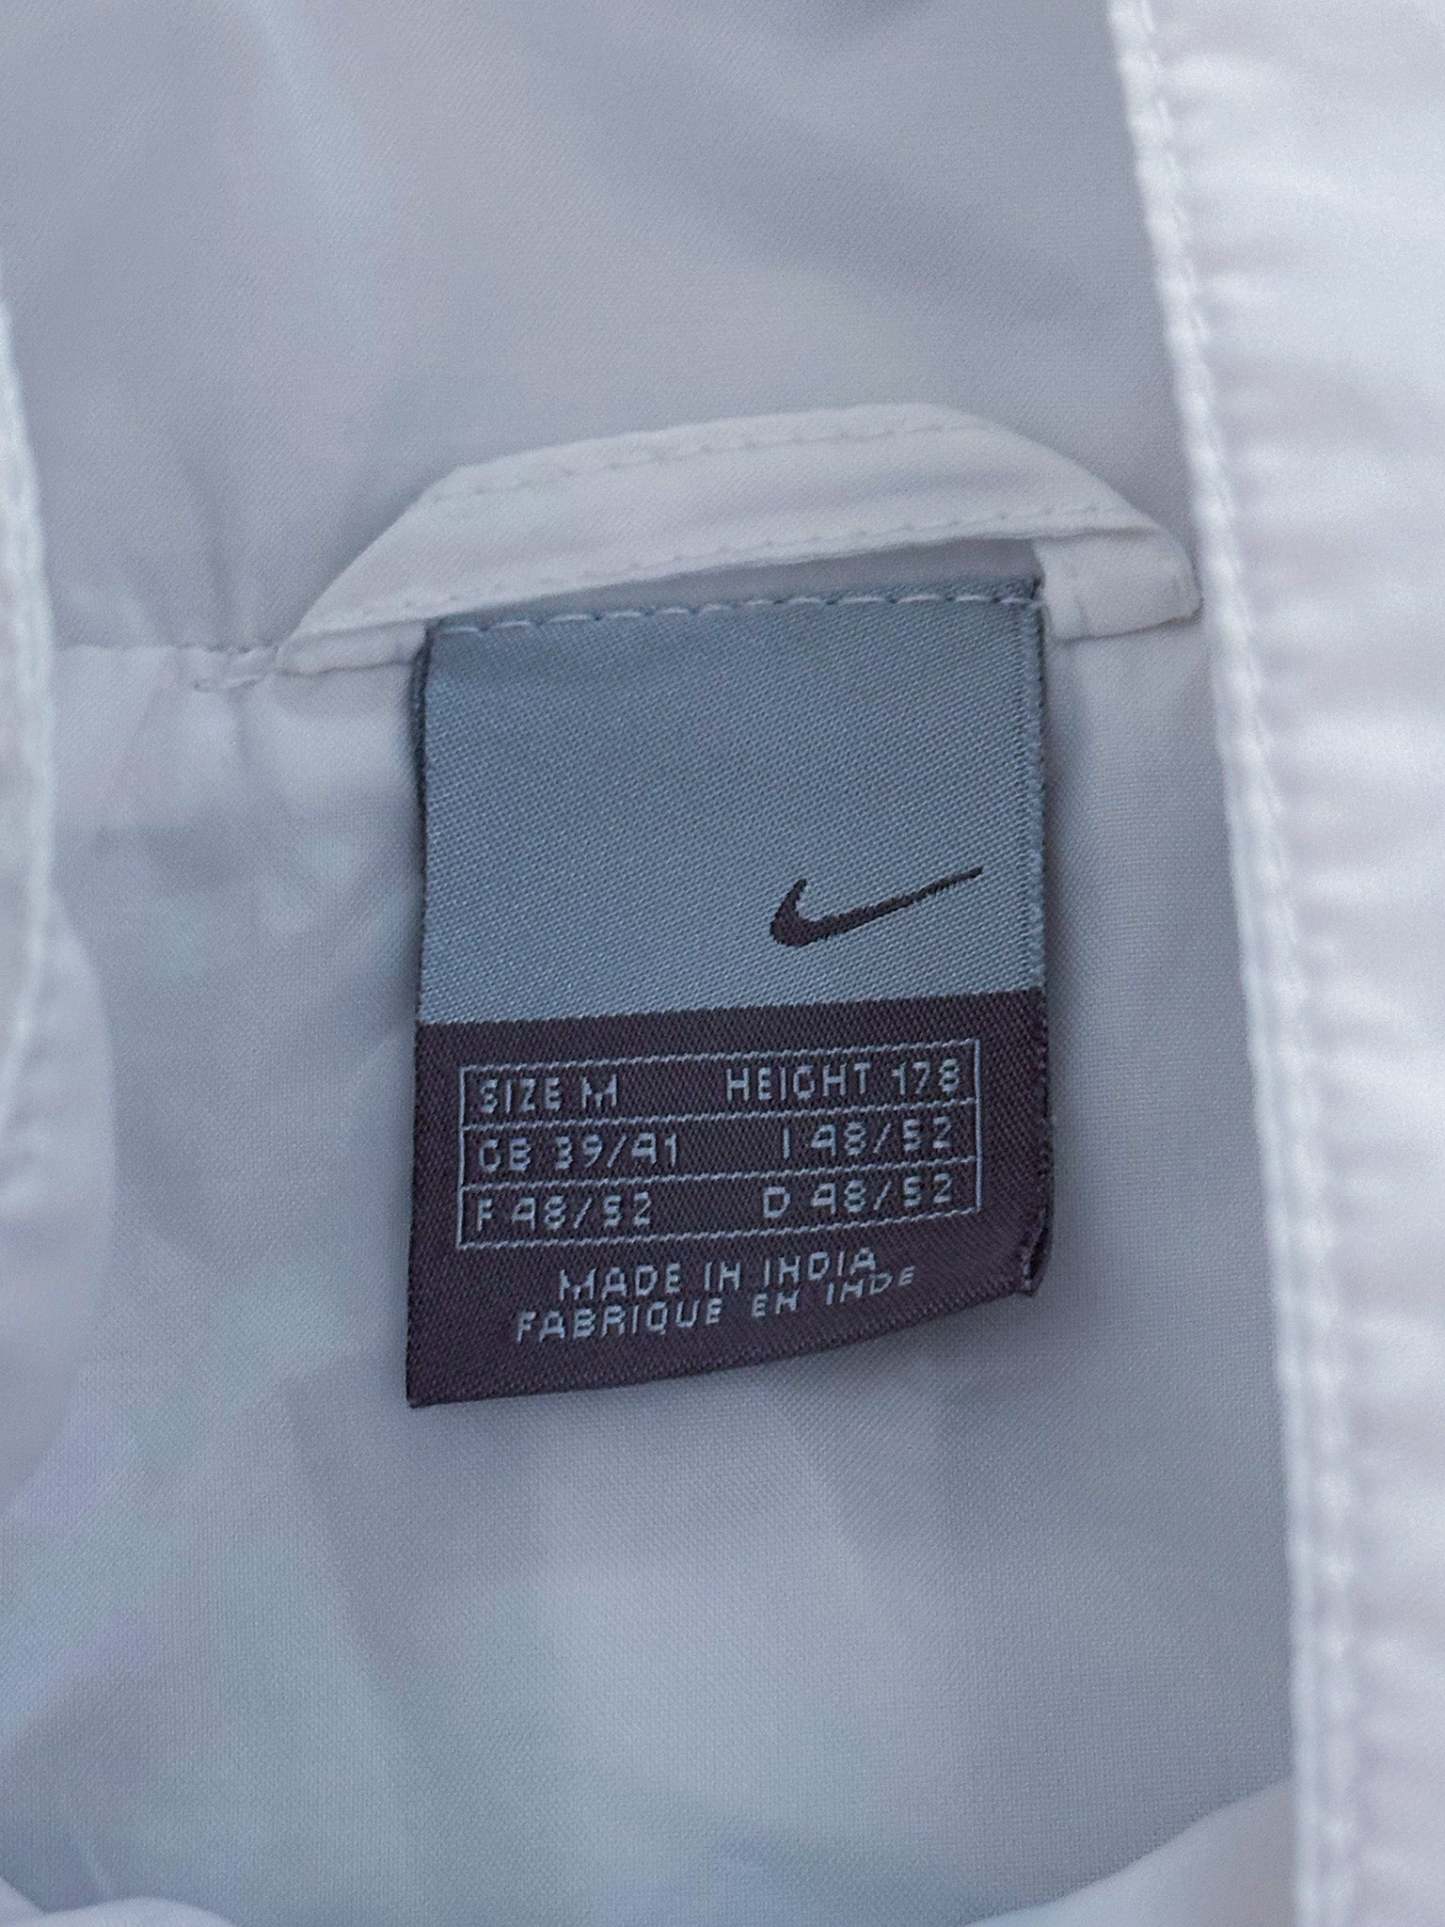 SIZE M HEIGHT 178
GB 39/41 I 48/52
F 48/52 D 48/52
MADE IN INDIA
FABRIQUE EN INDE